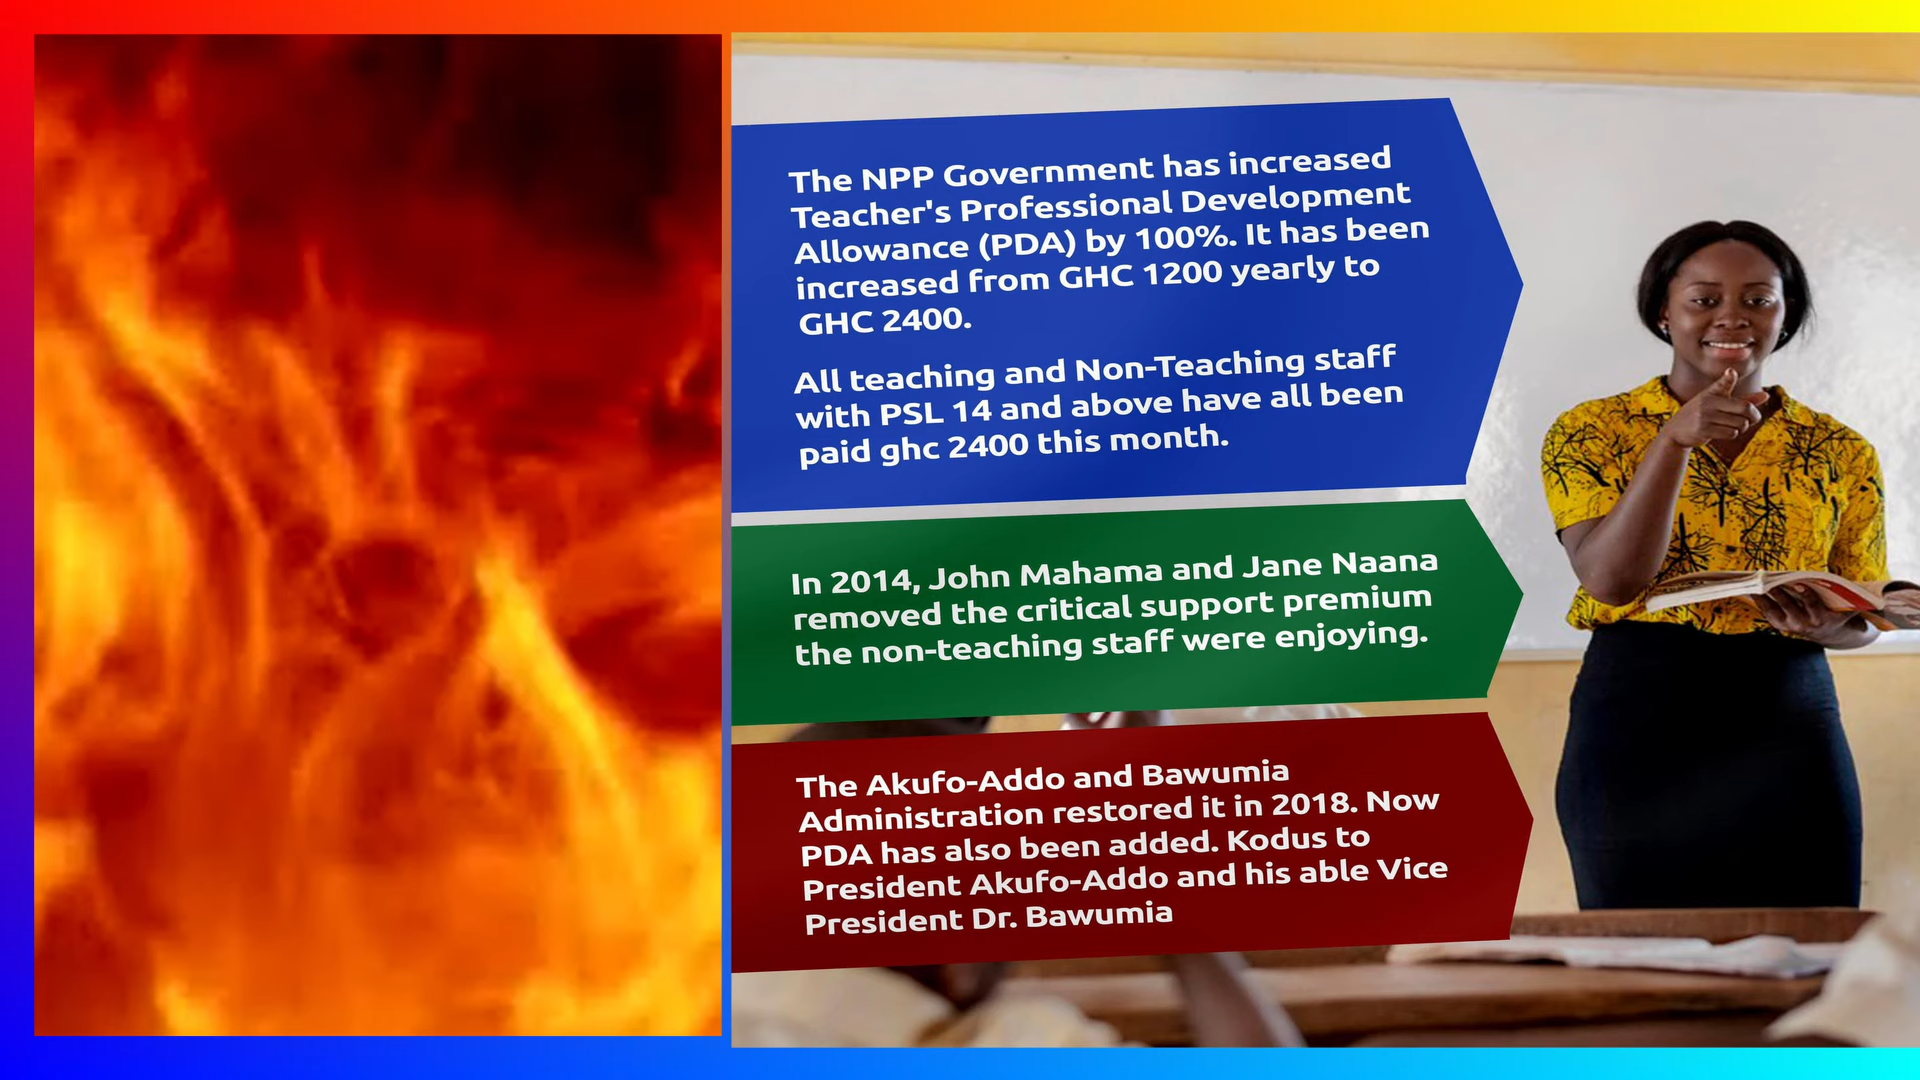 The NPP Government has increased
Teacher's Professional Development
Allowance (PDA) by 100%. It has been
increased from GHC 1200 yearly to
GHC 2400.
All teaching and Non-Teaching staff
with PSL 14 and above have all been
paid ghc 2400 this month.
In 2014, John Mahama and Jane Naana
removed the critical support premium
the non-teaching staff were enjoying.
The Akufo-Addo and Bawumia
Administration restored it in 2018. Now
PDA has also been added. Kodus to
President Akufo-Addo and his able Vice
President Dr. Bawumia